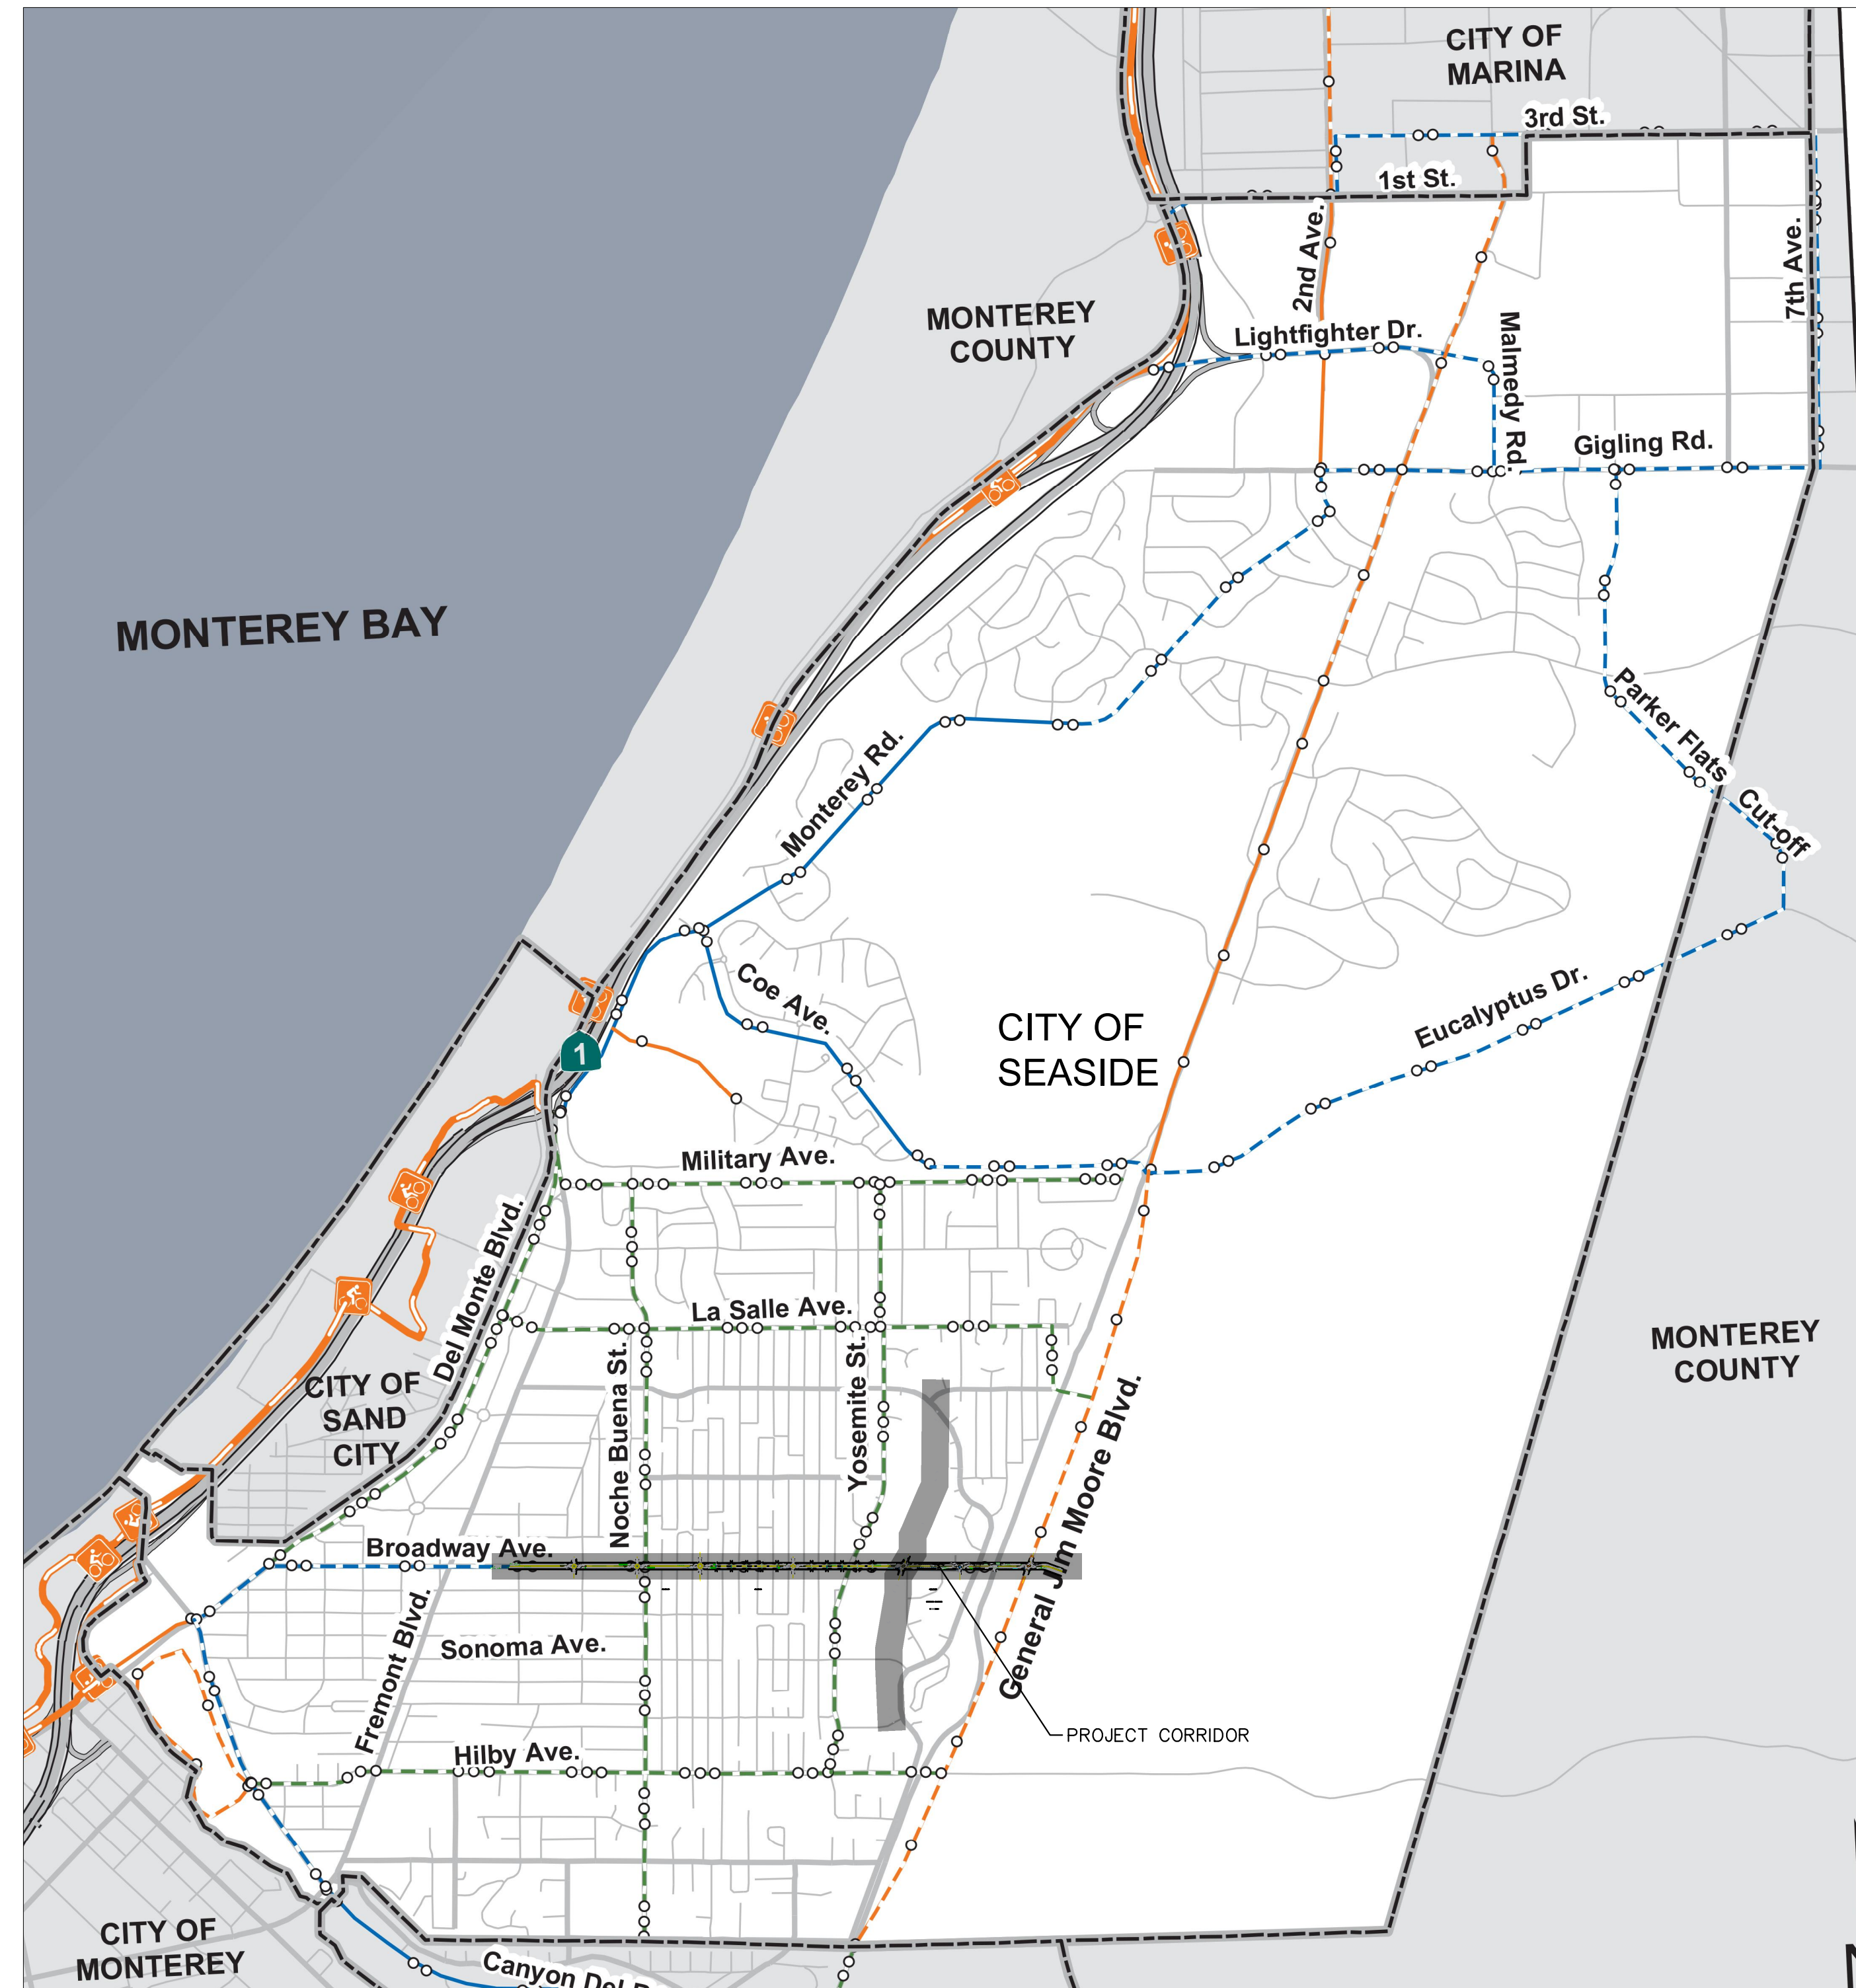 CITY OF
MARINA
3rd St.
1st St.
2nd Ave.
7th Ave.
MONTEREY
COUNTY
Lightfighter Dr.
Malmedy Rd.
Gigling Rd.
MONTEREY BAY
Parker Flats
Cut-off
Monterey Rd.
Coe Ave.
Eucalyptus Dr.
CITY OF
SEASIDE
1
Military Ave.
Del Monte Blvd.
La Salle Ave.
MONTEREY
COUNTY
CITY OF
SAND
CITY
Noche Buena St.
Yosemite St.
General Jim Moore Blvd.
Broadway Ave.
Fremont Blvd.
Sonoma Ave.
PROJECT CORRIDOR
Hilby Ave.
CITY OF
MONTEREY
Canyon Del